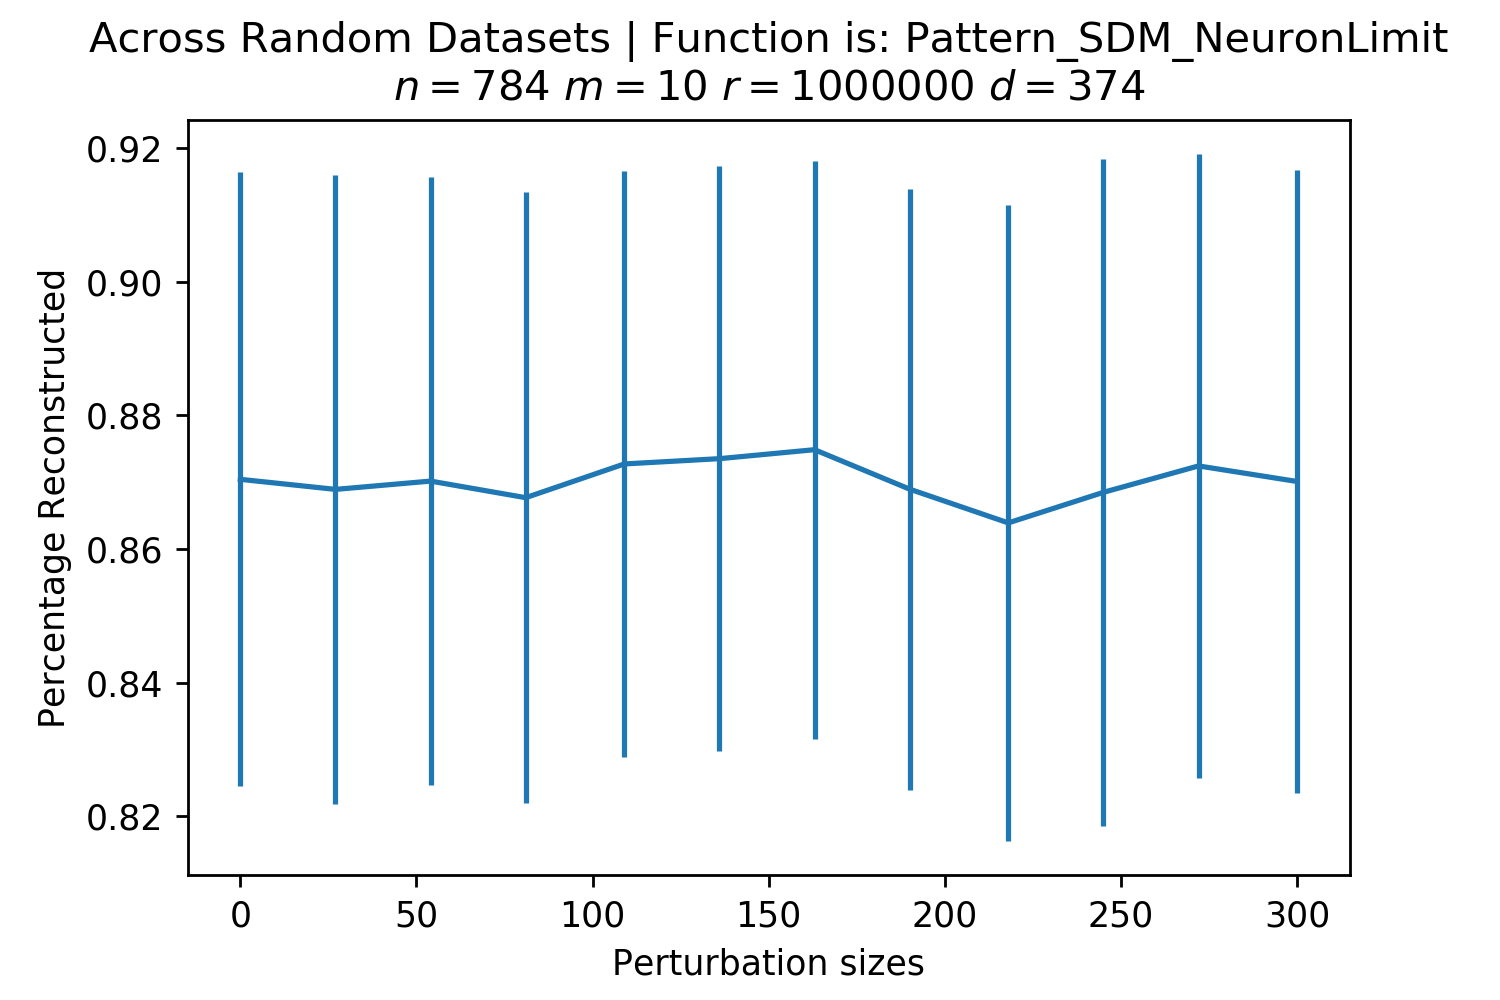 Across Random Datasets | Function is: Pattern_SDM_NeuronLimit
n = 784 m = 10 r = 1000000 d = 374
0.92
0.90
0.88
0.86
0.84
0.82
Percentage Reconstructed
0 50 100 150 200 250 300
Perturbation sizes